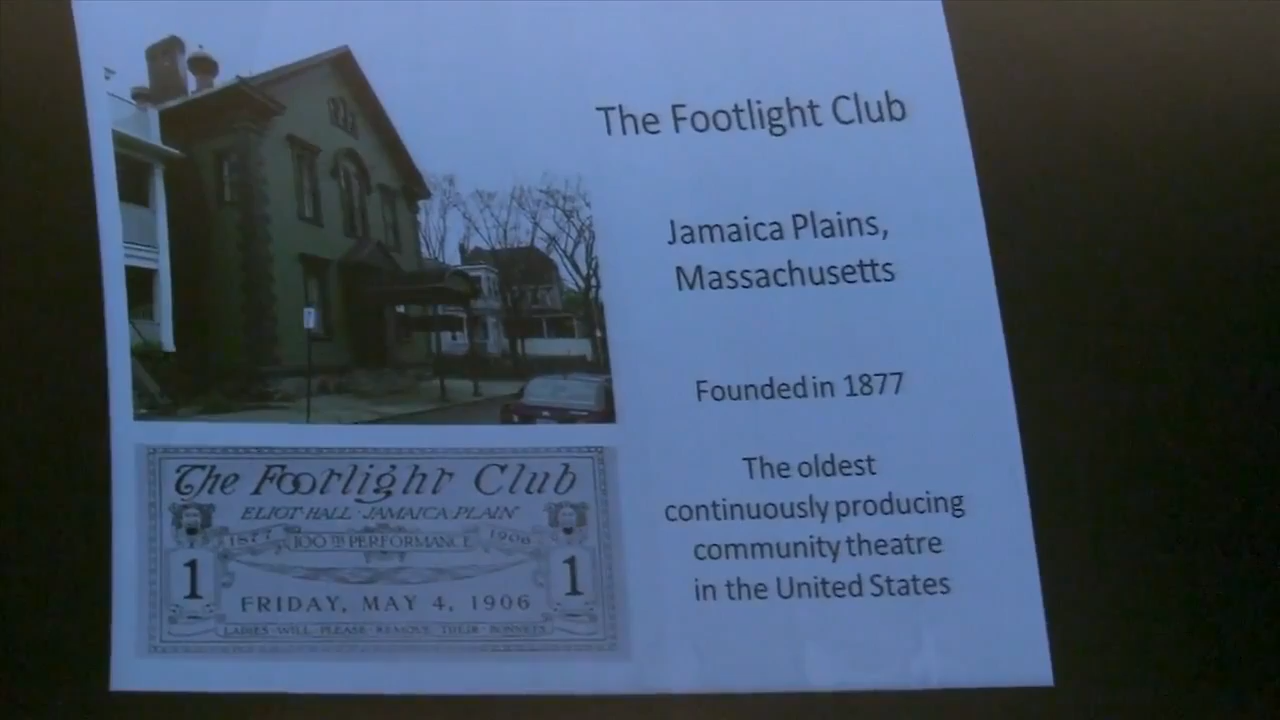 The Footlight Club
Jamaica Plains,
Massachusetts
Founded in 1877
The oldest
continuously producing
community theatre
in the United States
The Footlight Club
ELIOT HALL · JAMAICA PLAIN
1877 100TH PERFORMANCE 1906
1 1
FRIDAY, MAY 4, 1906
LADIES · WILL · PLEASE · REMOVE · THEIR · BONNETS